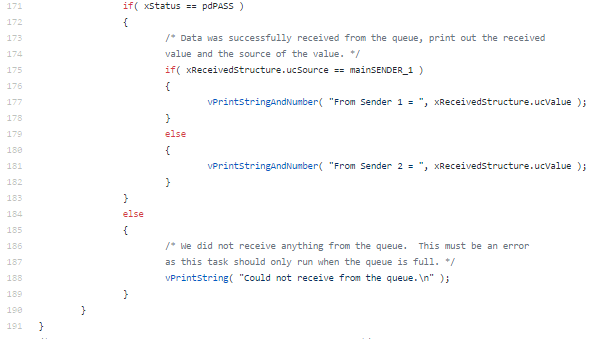 171 if( xStatus == pdPASS )
172 {
173 /* Data was successfully received from the queue, print out the received
174 value and the source of the value. */
175 if( xReceivedStructure.ucSource == mainSENDER_1 )
176 {
177 vPrintStringAndNumber( "From Sender 1 = ", xReceivedStructure.ucValue );
178 }
179 else
180 {
181 vPrintStringAndNumber( "From Sender 2 = ", xReceivedStructure.ucValue );
182 }
183 }
184 else
185 {
186 /* We did not receive anything from the queue.  This must be an error
187 as this task should only run when the queue is full. */
188 vPrintString( "Could not receive from the queue.\n" );
189 }
190 }
191 }